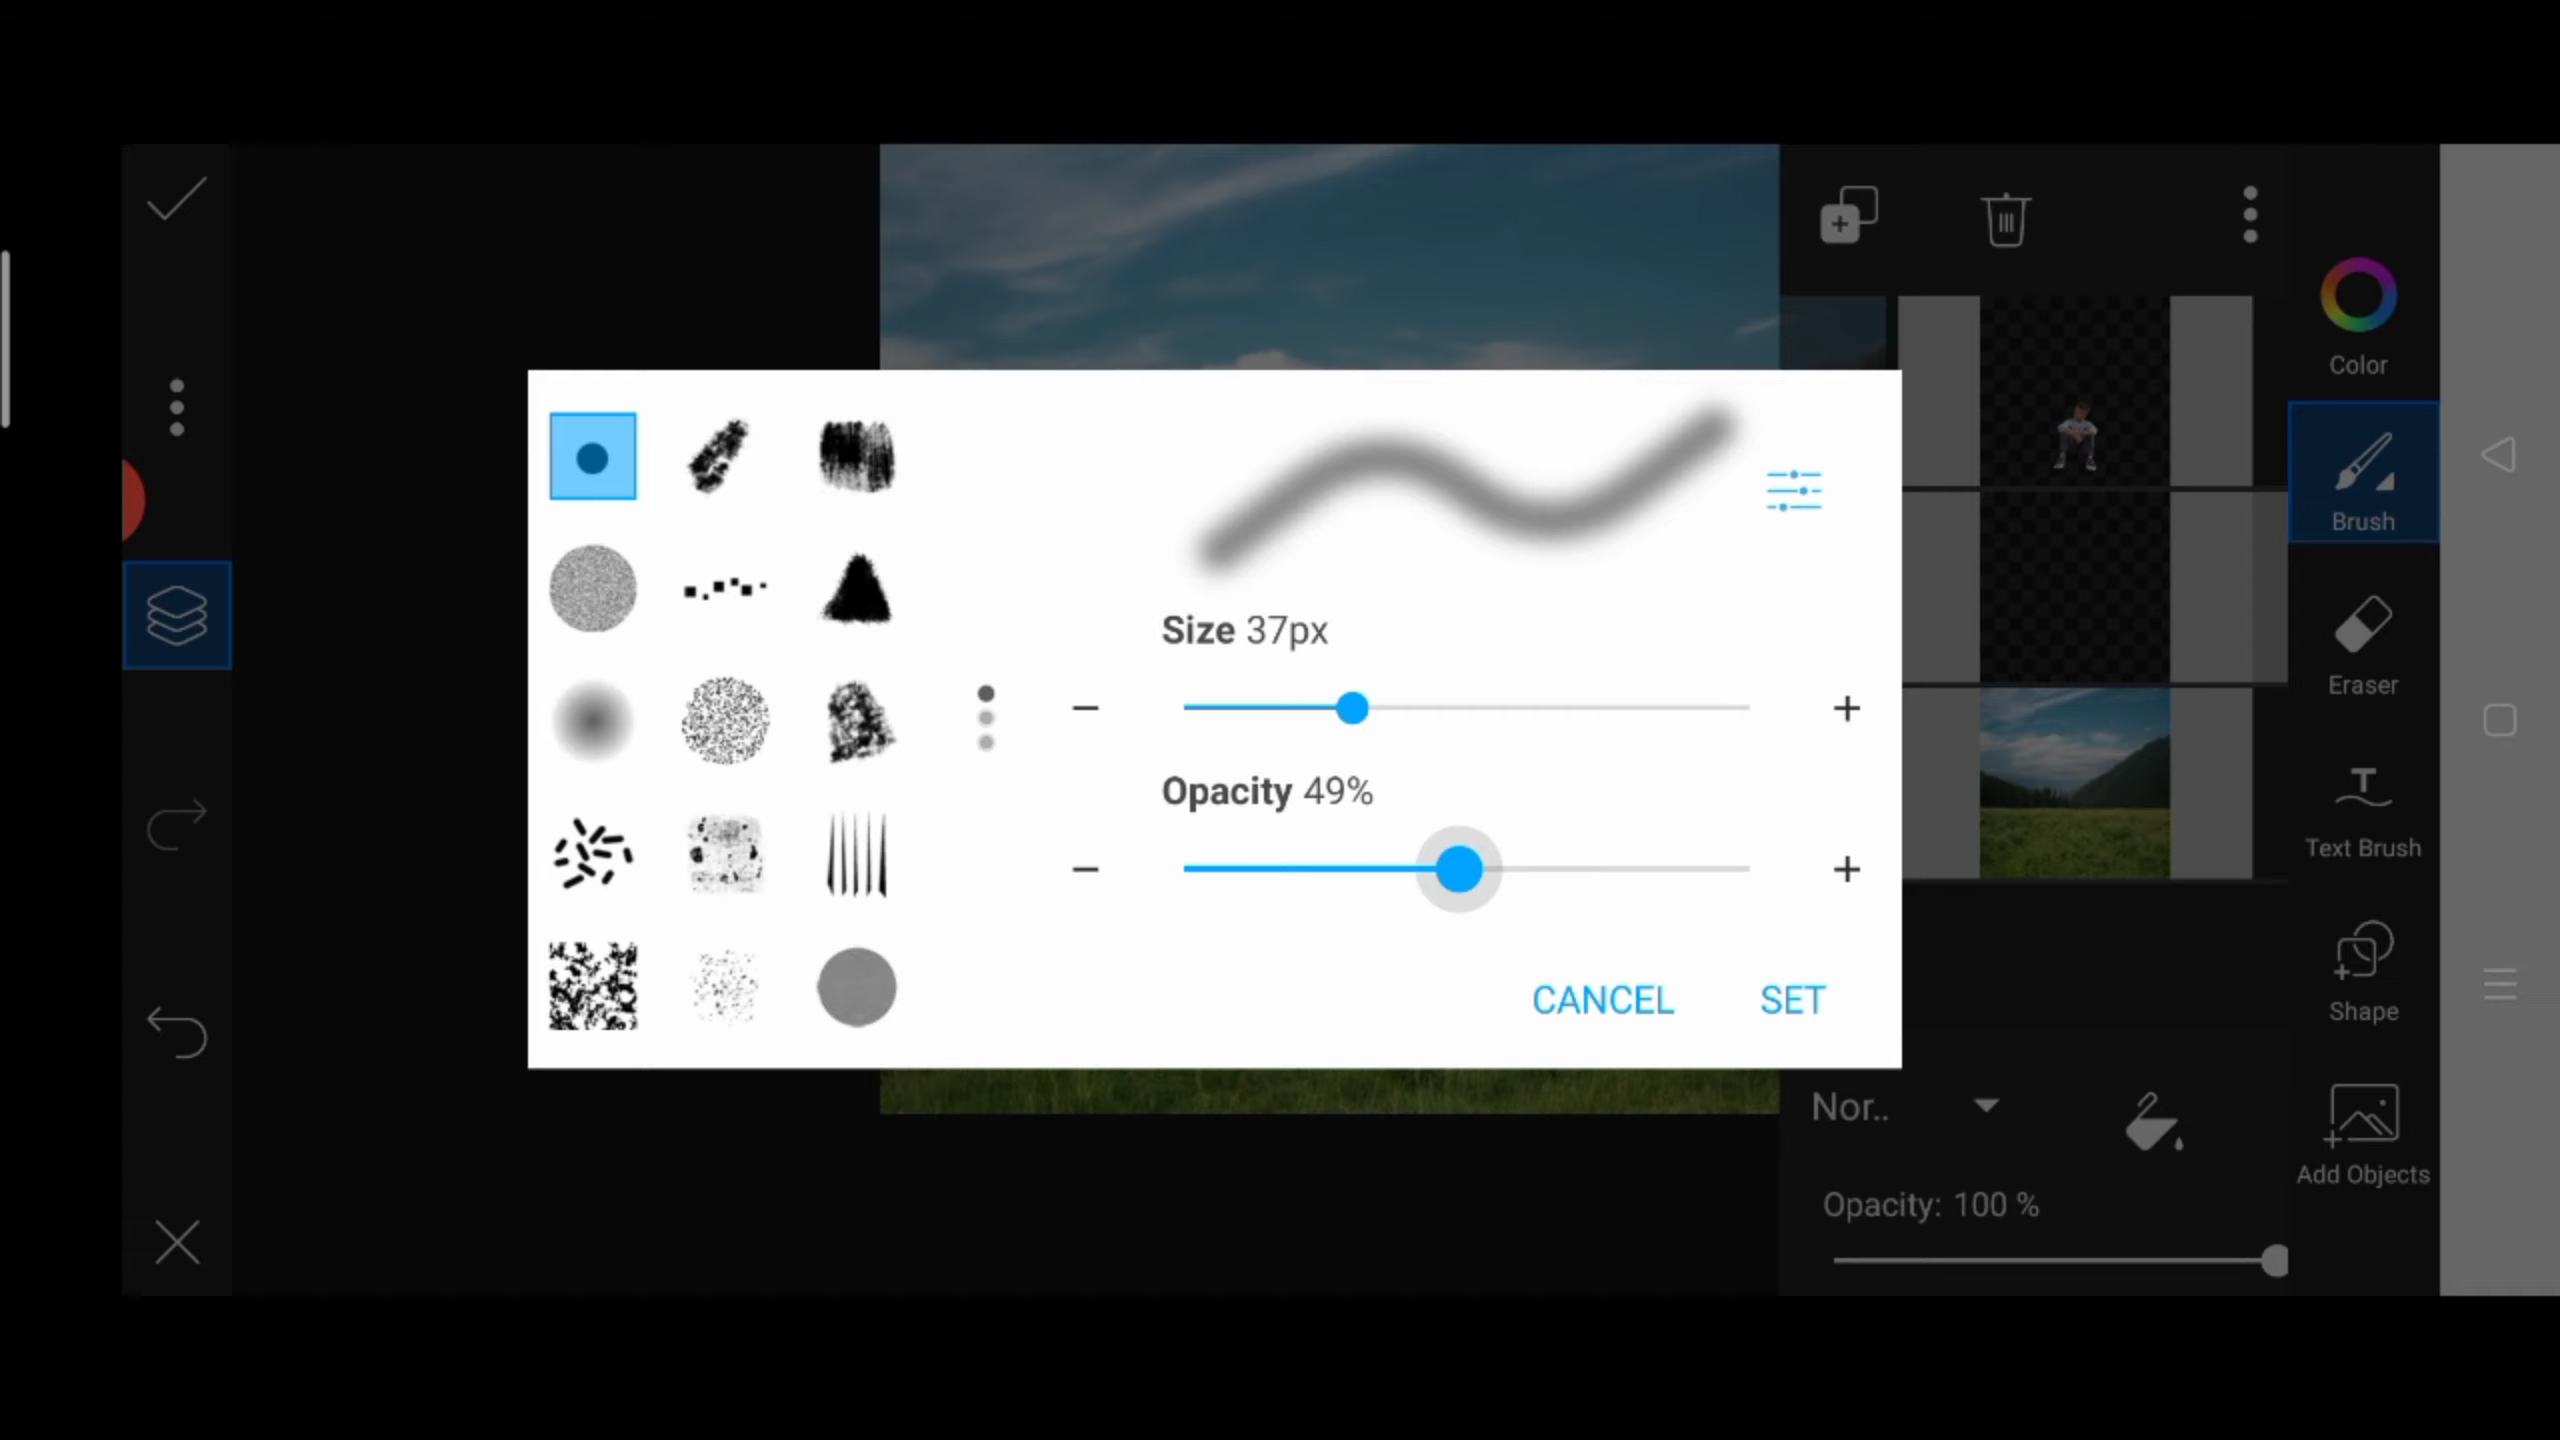 Color
Brush
Size 37px
Eraser
Opacity 49%
Text Brush
CANCEL
SET
Shape
Nor..
Add Objects
Opacity: 100 %